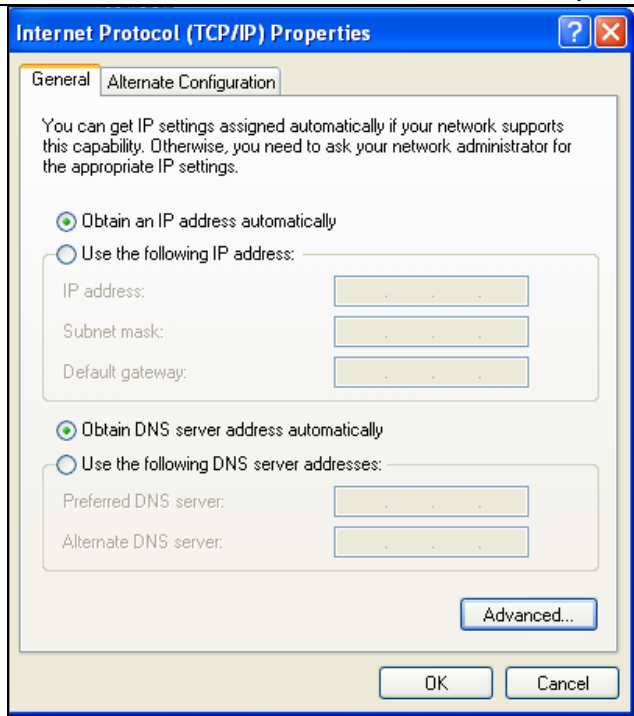 Internet Protocol (TCP/IP) Properties
General Alternate Configuration
You can get IP settings assigned automatically if your network supports
this capability. Otherwise, you need to ask your network administrator for
the appropriate IP settings.
Obtain an IP address automatically
Use the following IP address:
IP address:
Subnet mask:
Default gateway:
Obtain DNS server address automatically
Use the following DNS server addresses:
Preferred DNS server:
Alternate DNS server:
Advanced...
OK Cancel